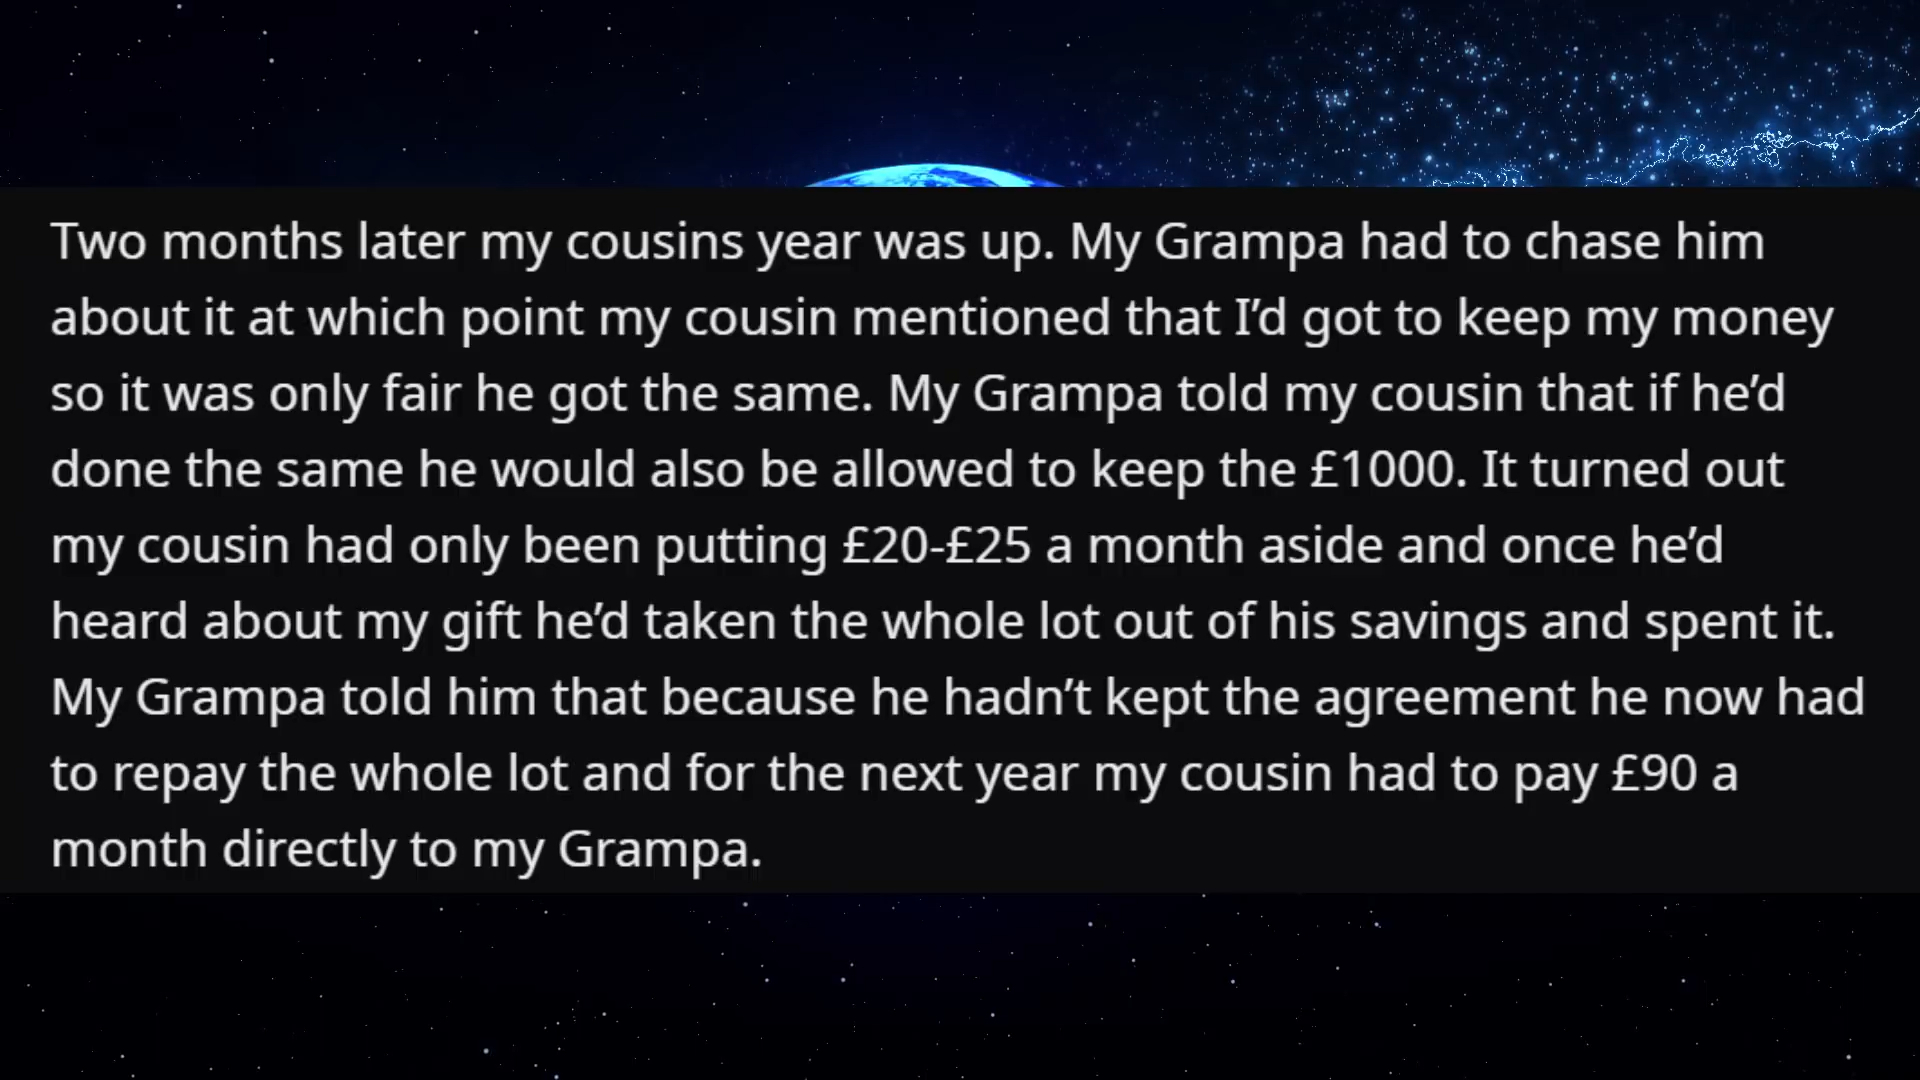 Two months later my cousins year was up. My Grampa had to chase him
about it at which point my cousin mentioned that I’d got to keep my money
so it was only fair he got the same. My Grampa told my cousin that if he’d
done the same he would also be allowed to keep the £1000. It turned out
my cousin had only been putting £20-£25 a month aside and once he’d
heard about my gift he’d taken the whole lot out of his savings and spent it.
My Grampa told him that because he hadn’t kept the agreement he now had
to repay the whole lot and for the next year my cousin had to pay £90 a
month directly to my Grampa.